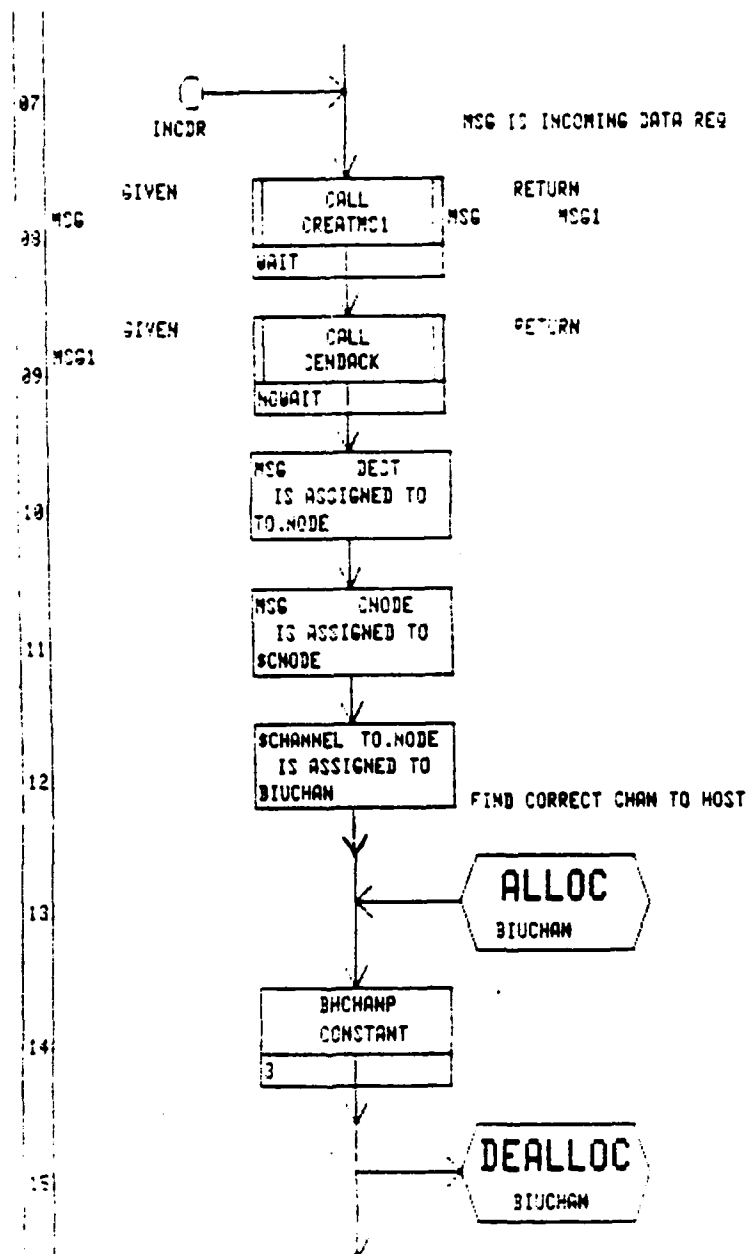 07
INCDR
MSG IS INCOMING DATA REQ
GIVEN
RETURN
CALL
CREATMS1
MSG
MSG MSG1
08
WAIT
GIVEN
RETURN
CALL
SENDACK
MSG1
09
NOWAIT
MSG DEST
IS ASSIGNED TO
TO.NODE
10
MSG CNODE
IS ASSIGNED TO
$CNODE
11
$CHANNEL TO.NODE
IS ASSIGNED TO
BIUCHAN
12
FIND CORRECT CHAN TO HOST
ALLOC
BIUCHAN
13
BHCHANP
CONSTANT
14
3
DEALLOC
BIUCHAN
15